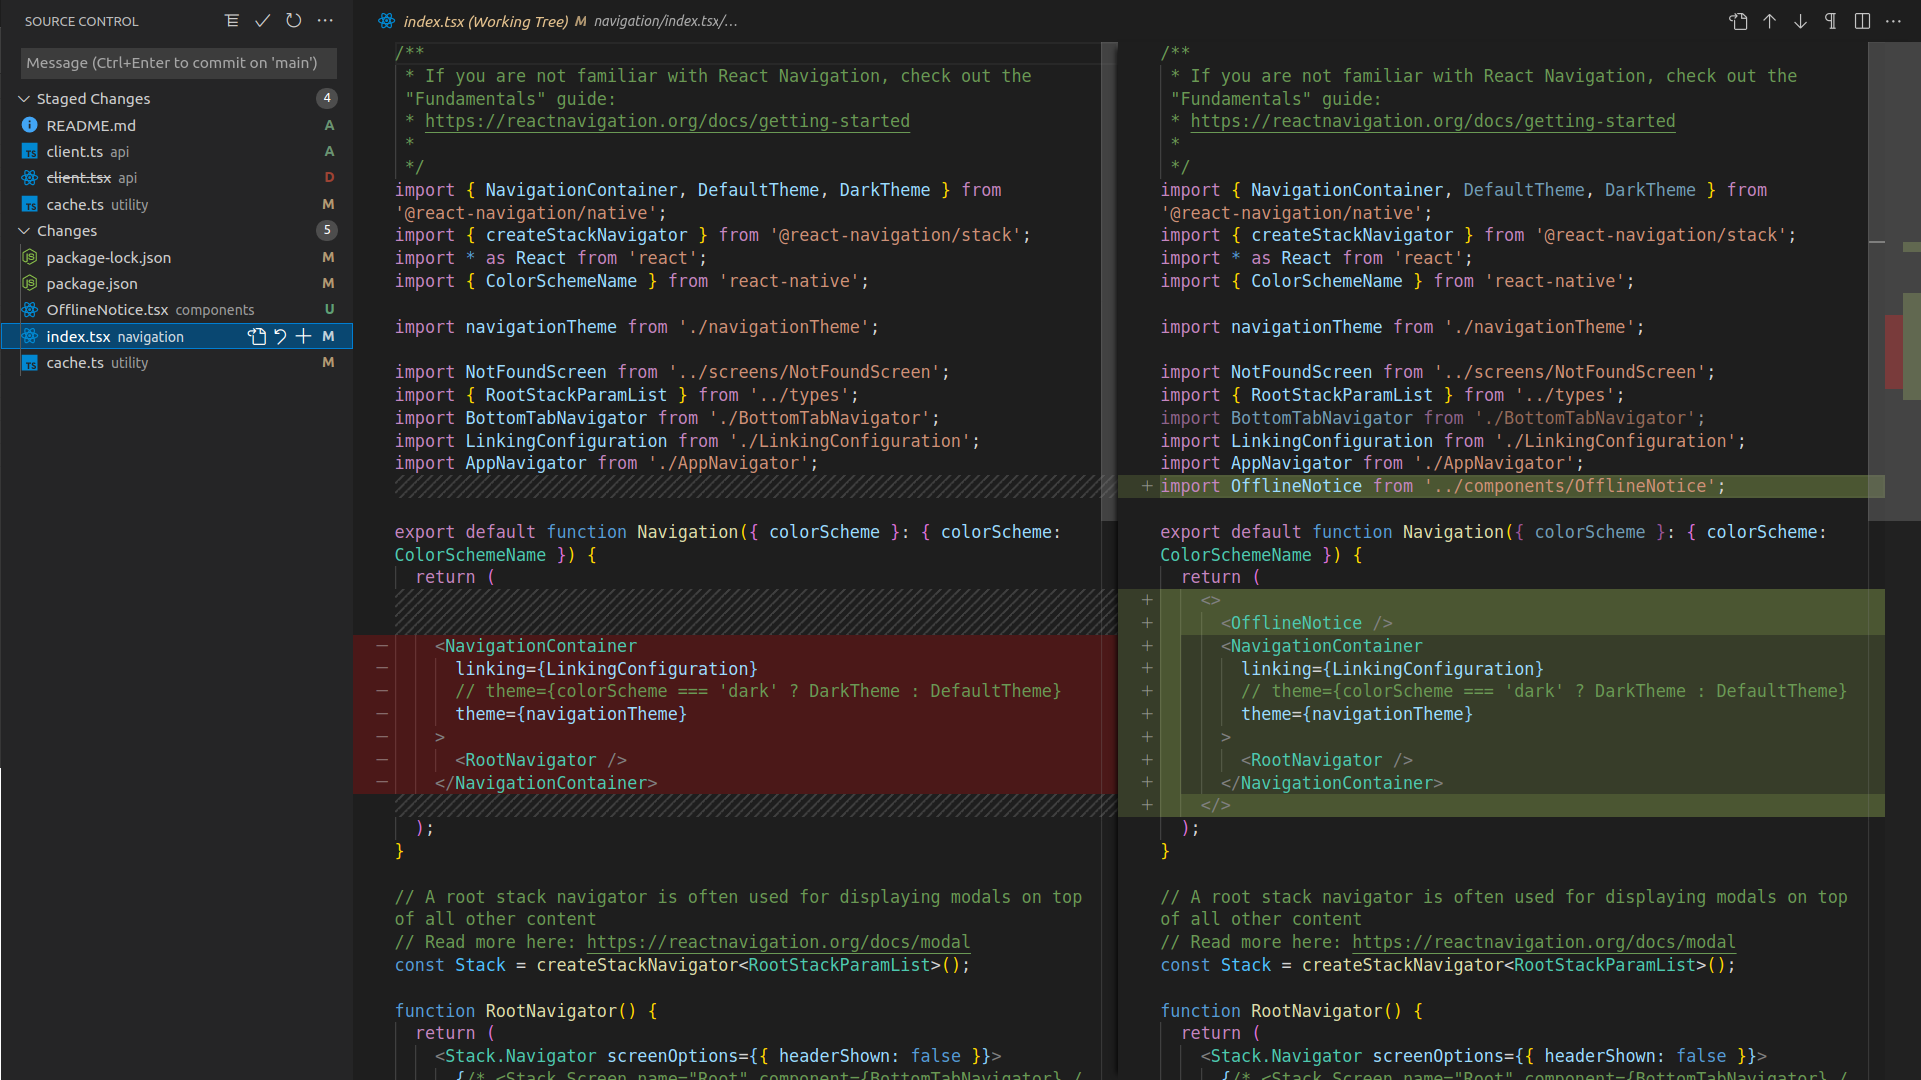 SOURCE CONTROL
Message (Ctrl+Enter to commit on 'main')
Staged Changes 4
README.md A
client.ts api A
client.tsx api D
cache.ts utility M
Changes 5
package-lock.json M
package.json M
OfflineNotice.tsx components U
index.tsx navigation M
cache.ts utility M
index.tsx (Working Tree) M navigation/index.tsx/...
/**
* If you are not familiar with React Navigation, check out the
"Fundamentals" guide:
* https://reactnavigation.org/docs/getting-started
*
*/
import { NavigationContainer, DefaultTheme, DarkTheme } from
'@react-navigation/native';
import { createStackNavigator } from '@react-navigation/stack';
import * as React from 'react';
import { ColorSchemeName } from 'react-native';
import navigationTheme from './navigationTheme';
import NotFoundScreen from '../screens/NotFoundScreen';
import { RootStackParamList } from '../types';
import BottomTabNavigator from './BottomTabNavigator';
import LinkingConfiguration from './LinkingConfiguration';
import AppNavigator from './AppNavigator';
export default function Navigation({ colorScheme }: { colorScheme:
ColorSchemeName }) {
return (
— <NavigationContainer
— linking={LinkingConfiguration}
— // theme={colorScheme === 'dark' ? DarkTheme : DefaultTheme}
— theme={navigationTheme}
— >
— <RootNavigator />
— </NavigationContainer>
);
}
// A root stack navigator is often used for displaying modals on top
of all other content
// Read more here: https://reactnavigation.org/docs/modal
const Stack = createStackNavigator<RootStackParamList>();
function RootNavigator() {
return (
<Stack.Navigator screenOptions={{ headerShown: false }}>
{/* <Stack.Screen name="Root" component={BottomTabNavigator} /
/**
* If you are not familiar with React Navigation, check out the
"Fundamentals" guide:
* https://reactnavigation.org/docs/getting-started
*
*/
import { NavigationContainer, DefaultTheme, DarkTheme } from
'@react-navigation/native';
import { createStackNavigator } from '@react-navigation/stack';
import * as React from 'react';
import { ColorSchemeName } from 'react-native';
import navigationTheme from './navigationTheme';
import NotFoundScreen from '../screens/NotFoundScreen';
import { RootStackParamList } from '../types';
import BottomTabNavigator from './BottomTabNavigator';
import LinkingConfiguration from './LinkingConfiguration';
import AppNavigator from './AppNavigator';
+ import OfflineNotice from '../components/OfflineNotice';
export default function Navigation({ colorScheme }: { colorScheme:
ColorSchemeName }) {
return (
+ <>
+ <OfflineNotice />
+ <NavigationContainer
+ linking={LinkingConfiguration}
+ // theme={colorScheme === 'dark' ? DarkTheme : DefaultTheme}
+ theme={navigationTheme}
+ >
+ <RootNavigator />
+ </NavigationContainer>
+ </>
);
}
// A root stack navigator is often used for displaying modals on top
of all other content
// Read more here: https://reactnavigation.org/docs/modal
const Stack = createStackNavigator<RootStackParamList>();
function RootNavigator() {
return (
<Stack.Navigator screenOptions={{ headerShown: false }}>
{/* <Stack.Screen name="Root" component={BottomTabNavigator} /